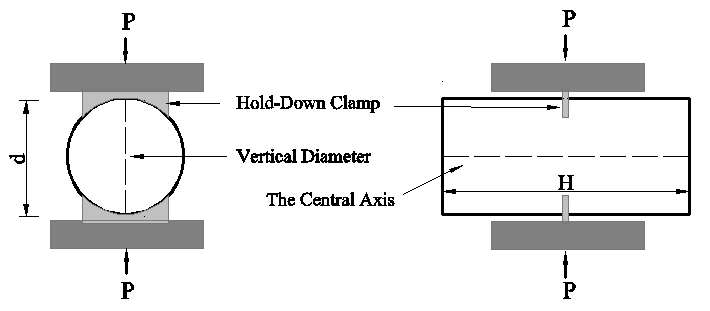 P
P
Hold-Down Clamp
d
Vertical Diameter
H
The Central Axis
P
P